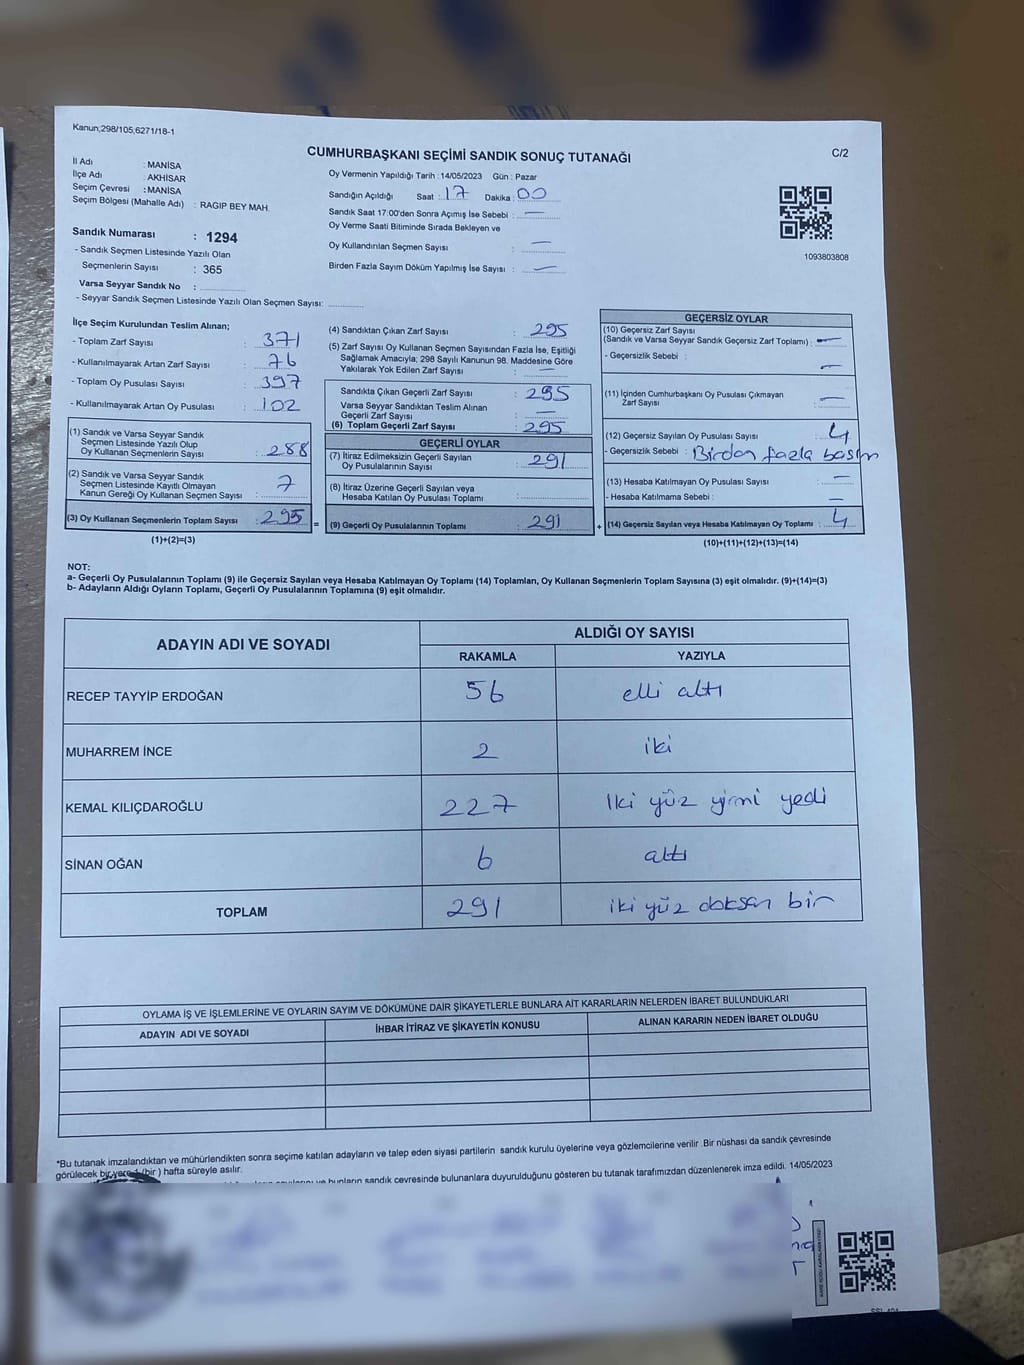 Kanun;298/105,6271/18-1
CUMHURBAŞKANI SEÇİMİ SANDIK SONUÇ TUTANAĞI
C/2
İl Adı : MANİSA
İlçe Adı : AKHİSAR
Seçim Çevresi : MANİSA
Seçim Bölgesi (Mahalle Adı) : RAGIP BEY MAH.
Sandık Numarası : 1294
- Sandık Seçmen Listesinde Yazılı Olan
Seçmenlerin Sayısı : 365
Varsa Seyyar Sandık No :
- Seyyar Sandık Seçmen Listesinde Yazılı Olan Seçmen Sayısı:
Oy Vermenin Yapıldığı Tarih : 14/05/2023 Gün : Pazar
Sandığın Açıldığı Saat : 17 Dakika : 00
Sandık Saat 17:00'den Sonra Açımış İse Sebebi : —
Oy Verme Saati Bitiminde Sırada Bekleyen ve
Oy Kullandırılan Seçmen Sayısı : —
Birden Fazla Sayım Döküm Yapılmış İse Sayısı : —
1093803808
İlçe Seçim Kurulundan Teslim Alınan;
- Toplam Zarf Sayısı : 371
- Kullanılmayarak Artan Zarf Sayısı : 76
- Toplam Oy Pusulası Sayısı : 397
- Kullanılmayarak Artan Oy Pusulası : 102
(1) Sandık ve Varsa Seyyar Sandık
Seçmen Listesinde Yazılı Olup
Oy Kullanan Seçmenlerin Sayısı : 288
(2) Sandık ve Varsa Seyyar Sandık
Seçmen Listesinde Kayıtlı Olmayan
Kanun Gereği Oy Kullanan Seçmen Sayısı : 7
(3) Oy Kullanan Seçmenlerin Toplam Sayısı : 295 =
(1)+(2)=(3)
(4) Sandıktan Çıkan Zarf Sayısı : 295
(5) Zarf Sayısı Oy Kullanan Seçmen Sayısından Fazla İse, Eşitliği
Sağlamak Amacıyla; 298 Sayılı Kanunun 98. Maddesine Göre
Yakılarak Yok Edilen Zarf Sayısı : —
Sandıkta Çıkan Geçerli Zarf Sayısı : 295
Varsa Seyyar Sandıktan Teslim Alınan
Geçerli Zarf Sayısı : —
(6) Toplam Geçerli Zarf Sayısı : 295
GEÇERLİ OYLAR
(7) İtiraz Edilmeksizin Geçerli Sayılan
Oy Pusulalarının Sayısı : 291
(8) İtiraz Üzerine Geçerli Sayılan veya
Hesaba Katılan Oy Pusulası Toplamı :
(9) Geçerli Oy Pusulalarının Toplamı : 291 +
GEÇERSİZ OYLAR
(10) Geçersiz Zarf Sayısı
(Sandık ve Varsa Seyyar Sandık Geçersiz Zarf Toplamı) : —
- Geçersizlik Sebebi : —
(11) İçinden Cumhurbaşkanı Oy Pusulası Çıkmayan
Zarf Sayısı : —
(12) Geçersiz Sayılan Oy Pusulası Sayısı : 4
- Geçersizlik Sebebi : Birden fazla basım
(13) Hesaba Katılmayan Oy Pusulası Sayısı : —
- Hesaba Katılmama Sebebi : —
(14) Geçersiz Sayılan veya Hesaba Katılmayan Oy Toplamı : 4
(10)+(11)+(12)+(13)=(14)
NOT:
a- Geçerli Oy Pusulalarının Toplamı (9) ile Geçersiz Sayılan veya Hesaba Katılmayan Oy Toplamı (14) Toplamları, Oy Kullanan Seçmenlerin Toplam Sayısına (3) eşit olmalıdır. (9)+(14)=(3)
b- Adayların Aldığı Oyların Toplamı, Geçerli Oy Pusulalarının Toplamına (9) eşit olmalıdır.
ADAYIN ADI VE SOYADI
ALDIĞI OY SAYISI
RAKAMLA YAZIYLA
RECEP TAYYİP ERDOĞAN 56 elli altı
MUHARREM İNCE 2 iki
KEMAL KILIÇDAROĞLU 227 İki yüz yirmi yedi
SİNAN OĞAN 6 altı
TOPLAM 291 iki yüz doksan bir
OYLAMA İŞ VE İŞLEMLERİNE VE OYLARIN SAYIM VE DÖKÜMÜNE DAİR ŞİKAYETLERLE BUNLARA AİT KARARLARIN NELERDEN İBARET BULUNDUKLARI
ADAYIN ADI VE SOYADI İHBAR İTİRAZ VE ŞİKAYETİN KONUSU ALINAN KARARIN NEDEN İBARET OLDUĞU
*Bu tutanak imzalandıktan ve mühürlendikten sonra seçime katılan adayların ve talep eden siyasi partilerin sandık kurulu üyelerine veya gözlemcilerine verilir .Bir nüshası da sandık çevresinde
görülecek bir yere 1 (bir ) hafta süreyle asılır.
bunların sandık çevresinde bulunanlara duyurulduğunu gösteren bu tutanak tarafımızdan düzenlenerek imza edildi. 14/05/2023